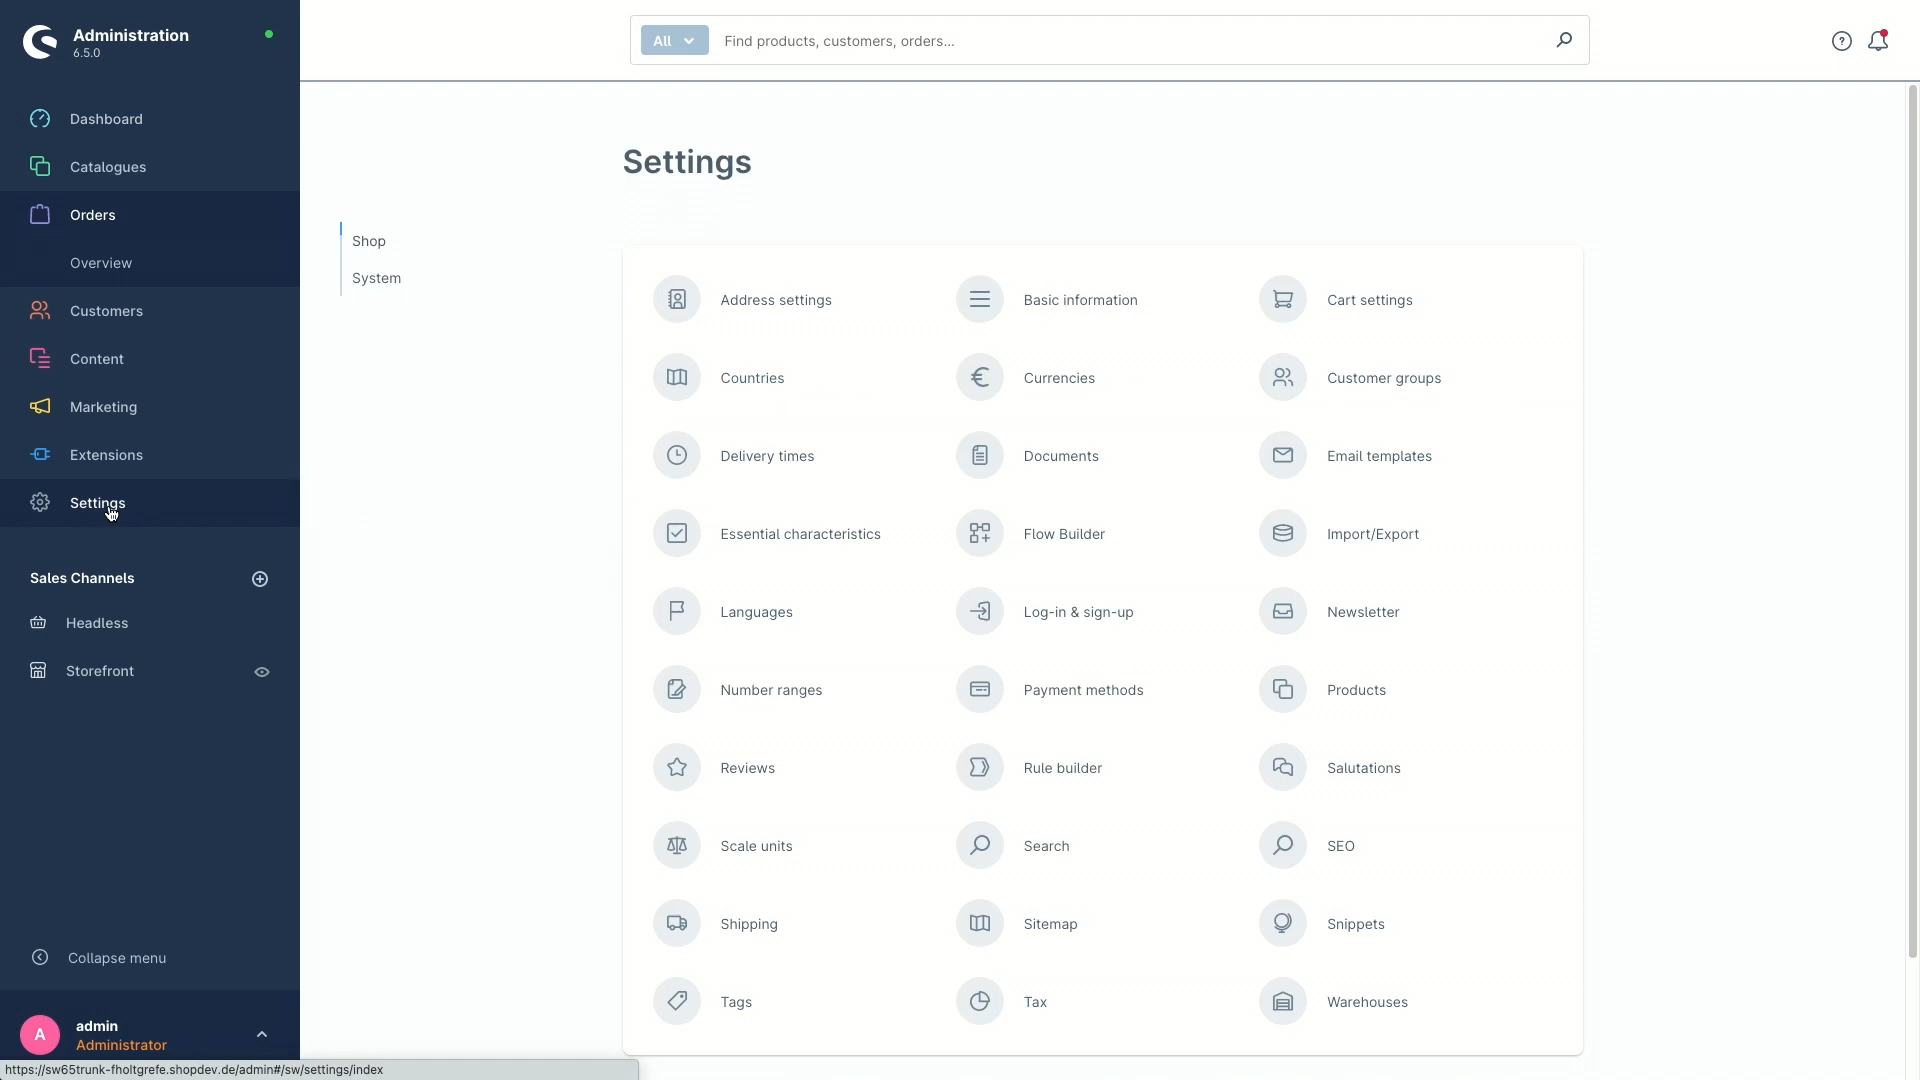 Administration
6.5.0
All
Find products, customers, orders...
Dashboard
Catalogues
Orders
Overview
Customers
Content
Marketing
Extensions
Settings
Sales Channels
Headless
Storefront
Collapse menu
A
admin
Administrator
https://sw65trunk-fholtgrefe.shopdev.de/admin#/sw/settings/index
Settings
Shop
System
Address settings
Basic information
Cart settings
Countries
Currencies
Customer groups
Delivery times
Documents
Email templates
Essential characteristics
Flow Builder
Import/Export
Languages
Log-in & sign-up
Newsletter
Number ranges
Payment methods
Products
Reviews
Rule builder
Salutations
Scale units
Search
SEO
Shipping
Sitemap
Snippets
Tags
Tax
Warehouses